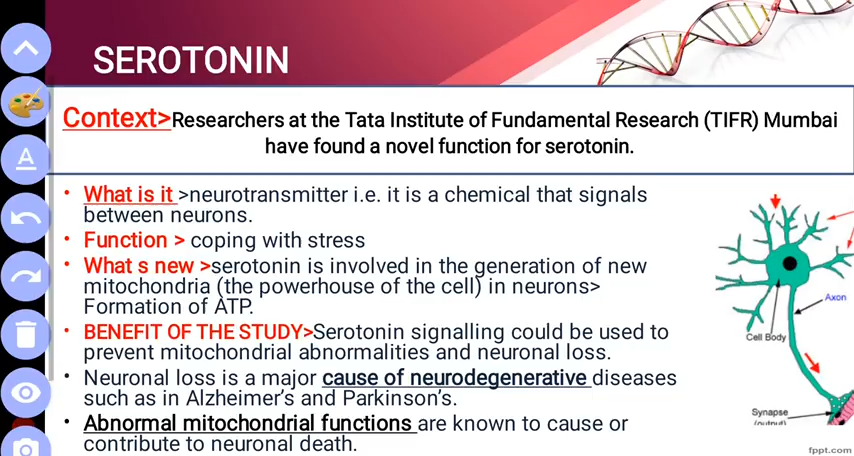 SEROTONIN
Context>Researchers at the Tata Institute of Fundamental Research (TIFR) Mumbai
have found a novel function for serotonin.
• What is it >neurotransmitter i.e. it is a chemical that signals
between neurons.
• Function > coping with stress
• What s new >serotonin is involved in the generation of new
mitochondria (the powerhouse of the cell) in neurons>
Formation of ATP.
• BENEFIT OF THE STUDY>Serotonin signalling could be used to
prevent mitochondrial abnormalities and neuronal loss.
• Neuronal loss is a major cause of neurodegenerative diseases
such as in Alzheimer's and Parkinson's.
• Abnormal mitochondrial functions are known to cause or
contribute to neuronal death.
Axon
Cell Body
Synapse
(output)
fppt.com
A